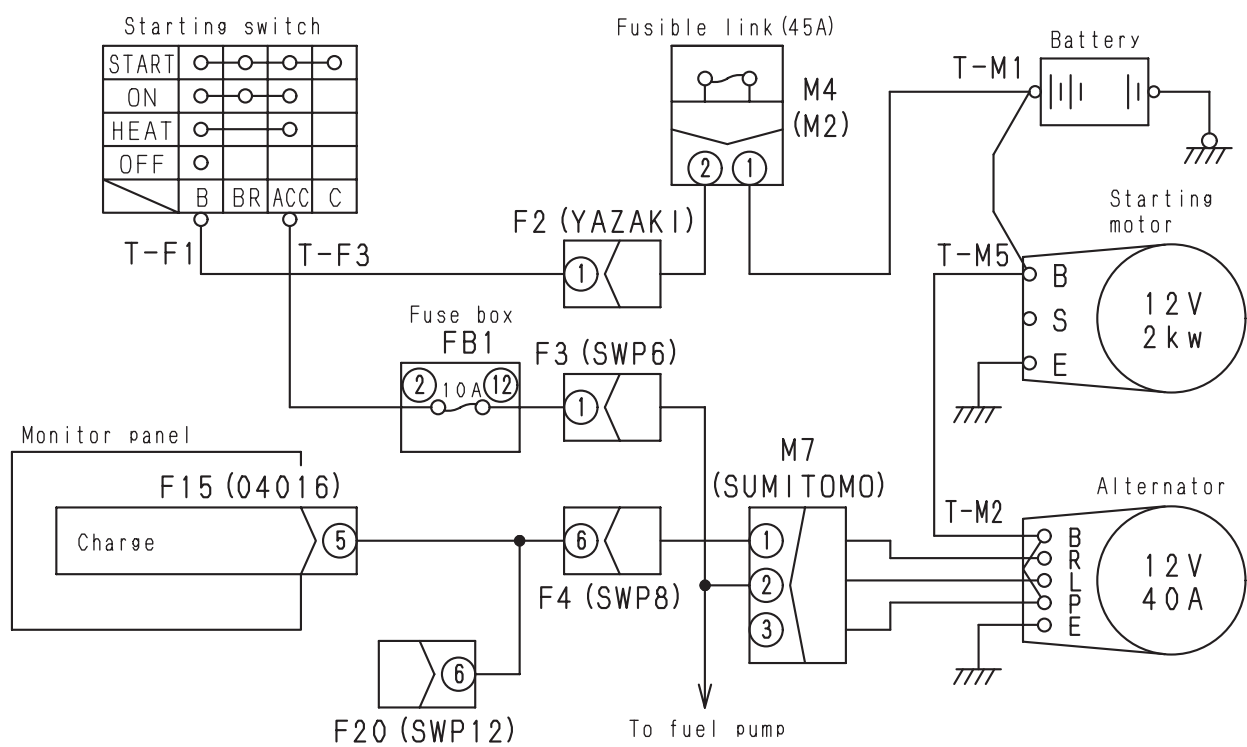 Starting switch
START
ON
HEAT
OFF
B BR ACC C
T-F1
T-F3
Fusible link (45A)
M4
(M2)
2 1
T-M1
Battery
F2 (YAZAKI)
1
Starting
motor
T-M5
B
S
E
12V
2kw
Fuse box
FB1
2 10A 12
F3 (SWP6)
1
Monitor panel
F15 (04016)
Charge
5
6
F4 (SWP8)
6
F20 (SWP12)
M7
(SUMITOMO)
1
2
3
To fuel pump
T-M2
Alternator
B
R
L
P
E
12V
40A